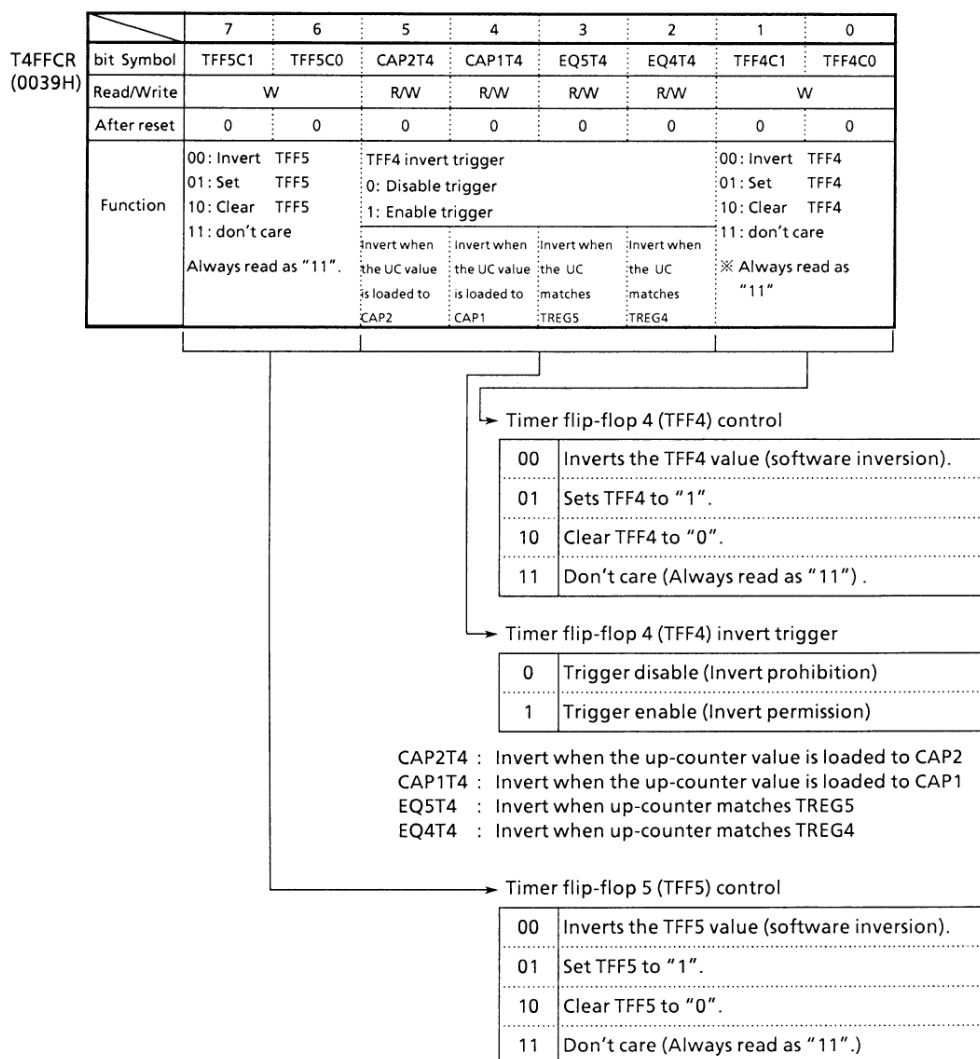 7 6 5 4 3 2 1 0
T4FFCR
(0039H)
bit Symbol TFF5C1 TFF5C0 CAP2T4 CAP1T4 EQ5T4 EQ4T4 TFF4C1 TFF4C0
Read/Write W R/W R/W R/W R/W W
After reset 0 0 0 0 0 0 0 0
Function
00: Invert TFF5
01: Set TFF5
10: Clear TFF5
11: don't care
Always read as "11".
TFF4 invert trigger
0: Disable trigger
1: Enable trigger
Invert when
the UC value
is loaded to
CAP2
Invert when
the UC value
is loaded to
CAP1
Invert when
the UC
matches
TREG5
Invert when
the UC
matches
TREG4
00: Invert TFF4
01: Set TFF4
10: Clear TFF4
11: don't care
※ Always read as
"11"
Timer flip-flop 4 (TFF4) control
00 Inverts the TFF4 value (software inversion).
01 Sets TFF4 to "1".
10 Clear TFF4 to "0".
11 Don't care (Always read as "11") .
Timer flip-flop 4 (TFF4) invert trigger
0 Trigger disable (Invert prohibition)
1 Trigger enable (Invert permission)
CAP2T4 : Invert when the up-counter value is loaded to CAP2
CAP1T4 : Invert when the up-counter value is loaded to CAP1
EQ5T4 : Invert when up-counter matches TREG5
EQ4T4 : Invert when up-counter matches TREG4
Timer flip-flop 5 (TFF5) control
00 Inverts the TFF5 value (software inversion).
01 Set TFF5 to "1".
10 Clear TFF5 to "0".
11 Don't care (Always read as "11".)